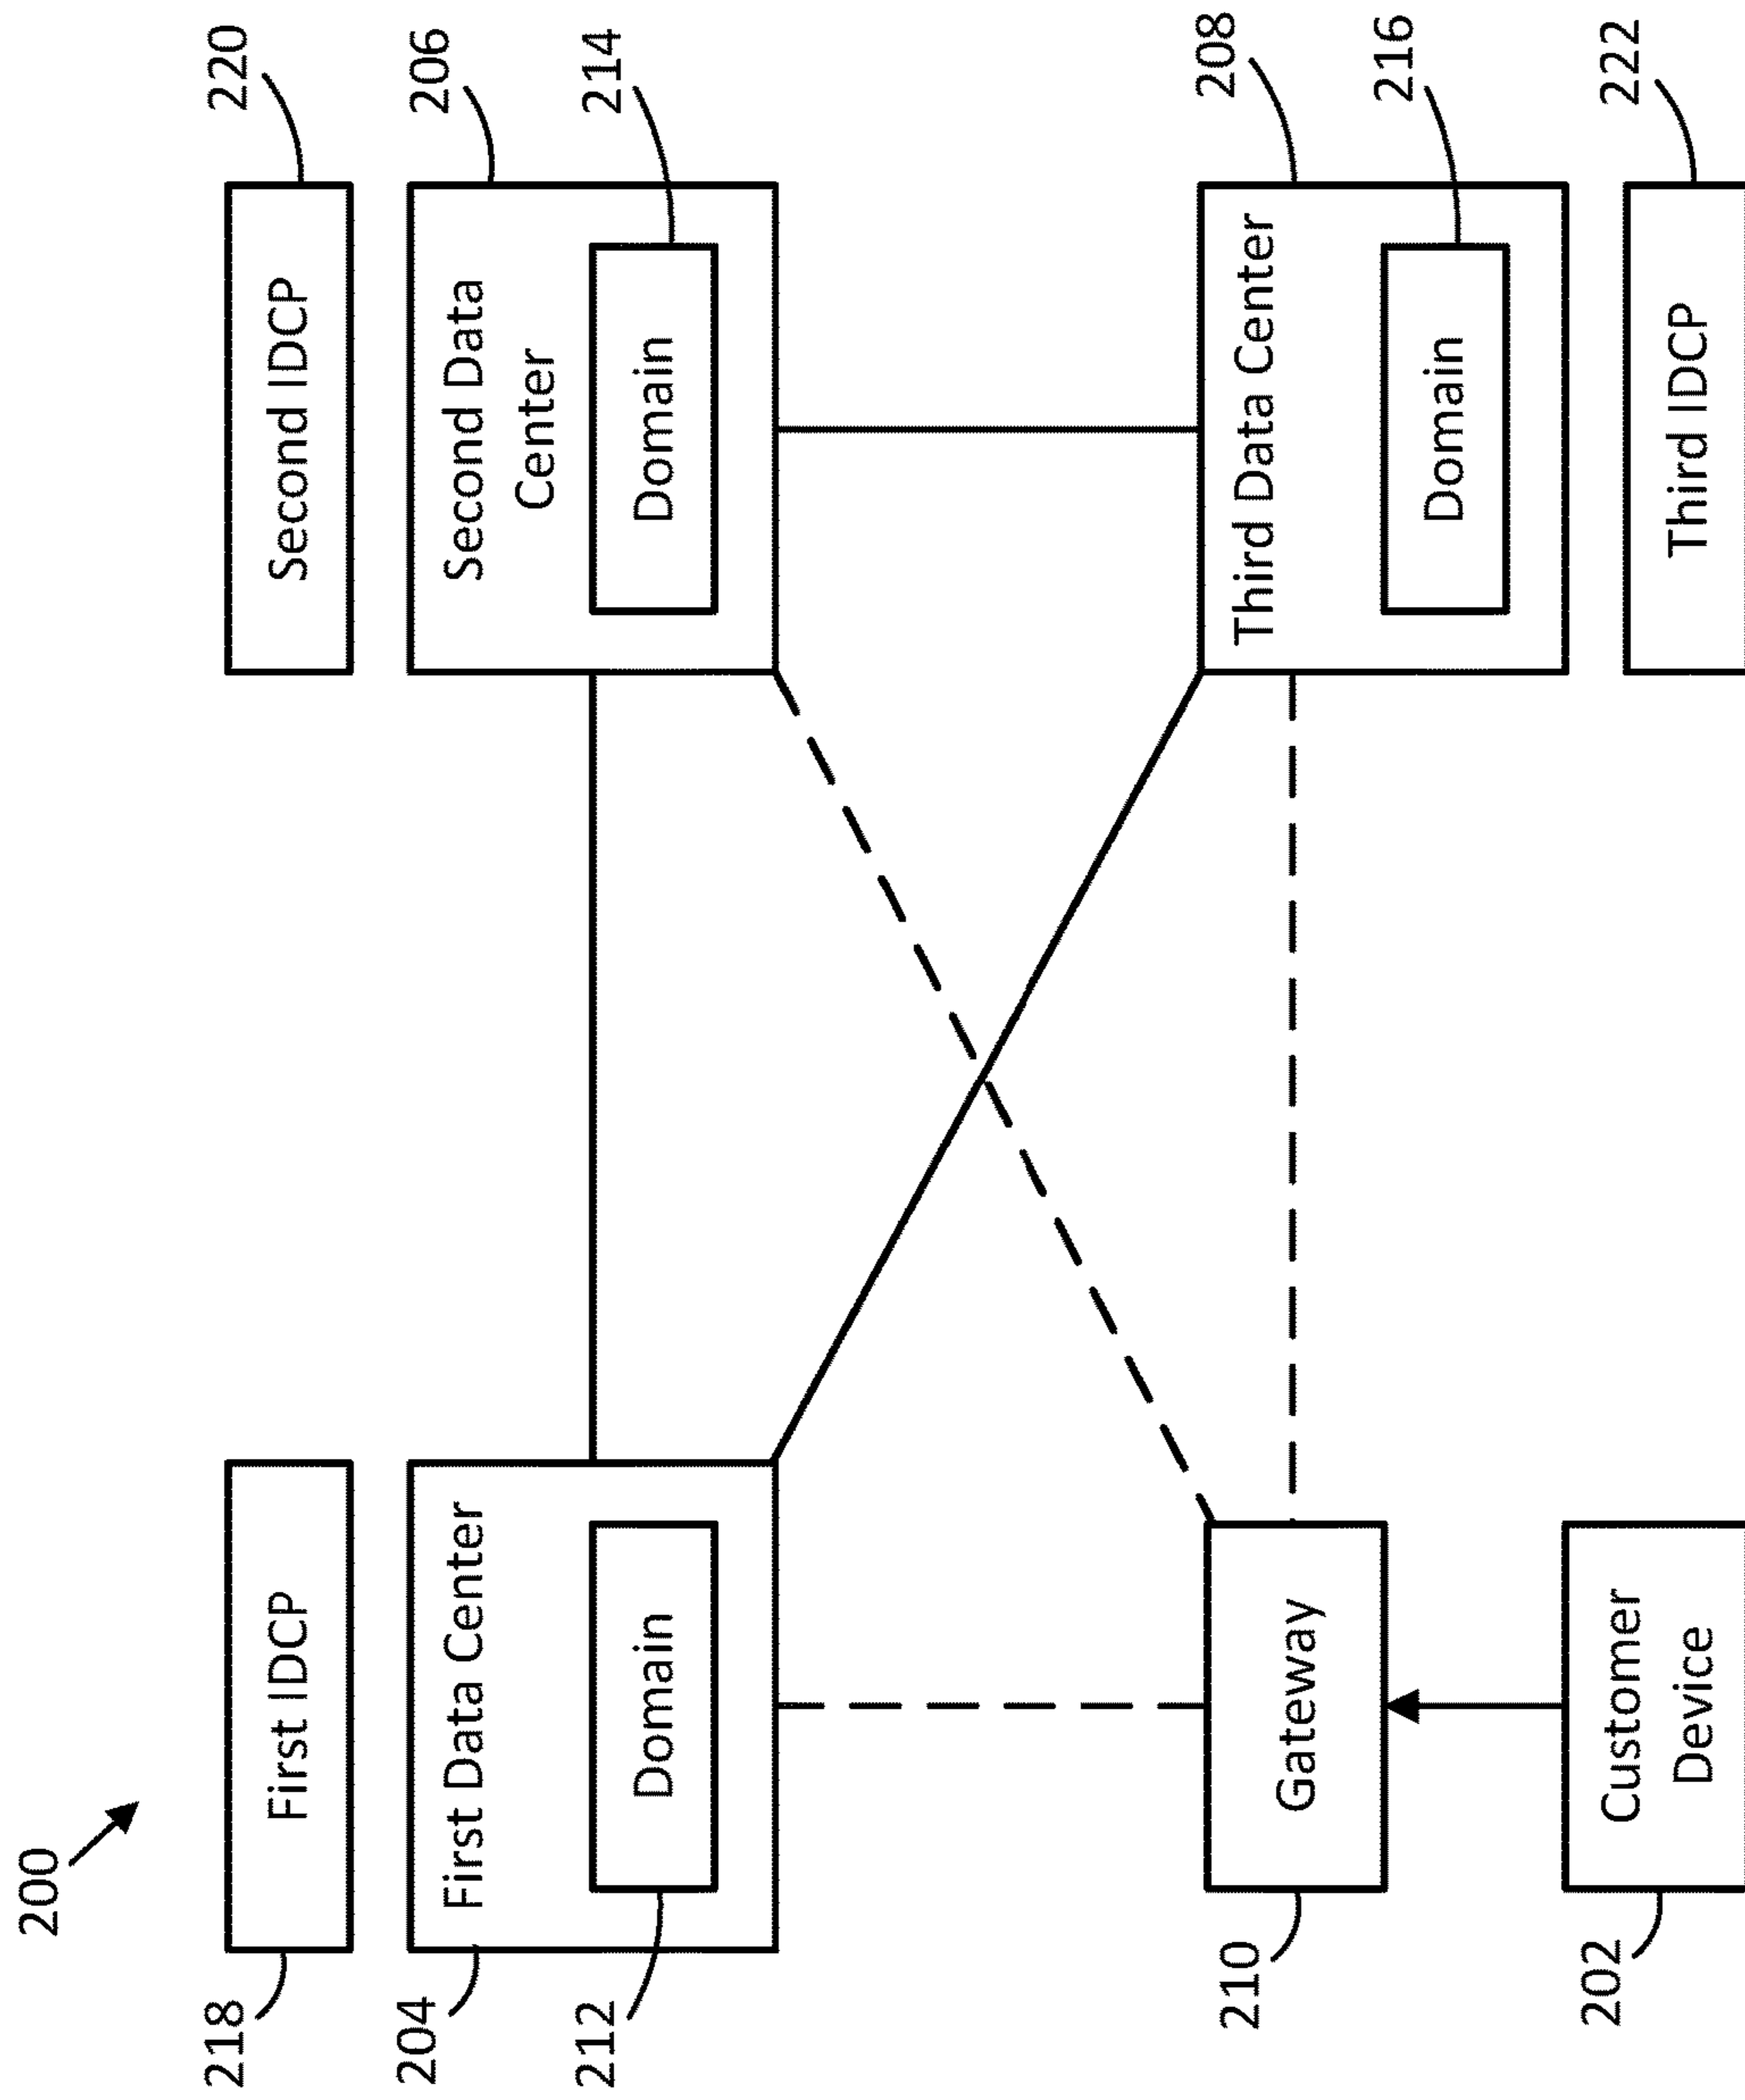 200
218
First IDCP
Second IDCP
220
204
First Data Center
206
Second Data
Center
212
Domain
214
Domain
210
Gateway
208
Third Data Center
216
Domain
202
Customer
Device
222
Third IDCP